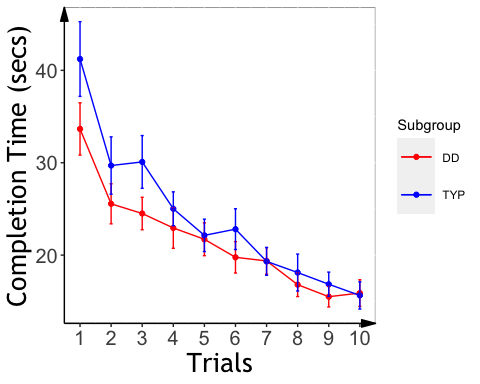 Completion Time (secs)
40
30
20
1 2 3 4 5 6 7 8 9 10
Trials
Subgroup
DD
TYP